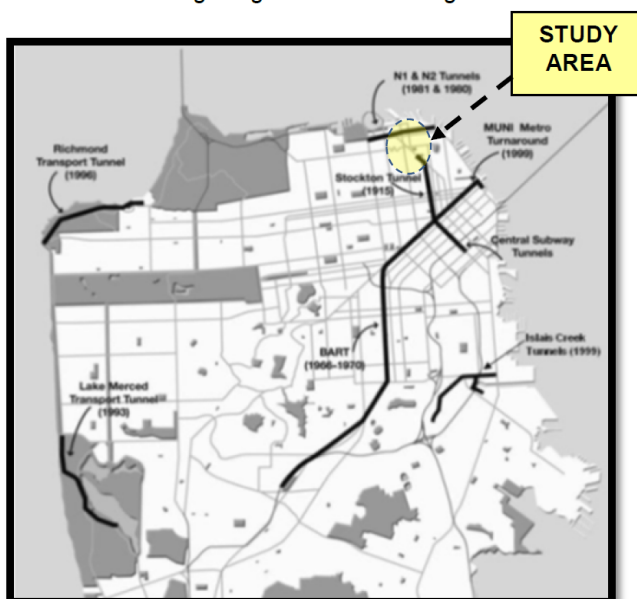 STUDY
AREA
N1 & N2 Tunnels
(1981 & 1980)
MUNI Metro
Turnaround
(1999)
Richmond
Transport Tunnel
(1996)
Stockton Tunnel
(1915)
Central Subway
Tunnels
Islais Creek
Tunnels (1999)
BART
(1966-1970)
Lake Merced
Transport Tunnel
(1993)